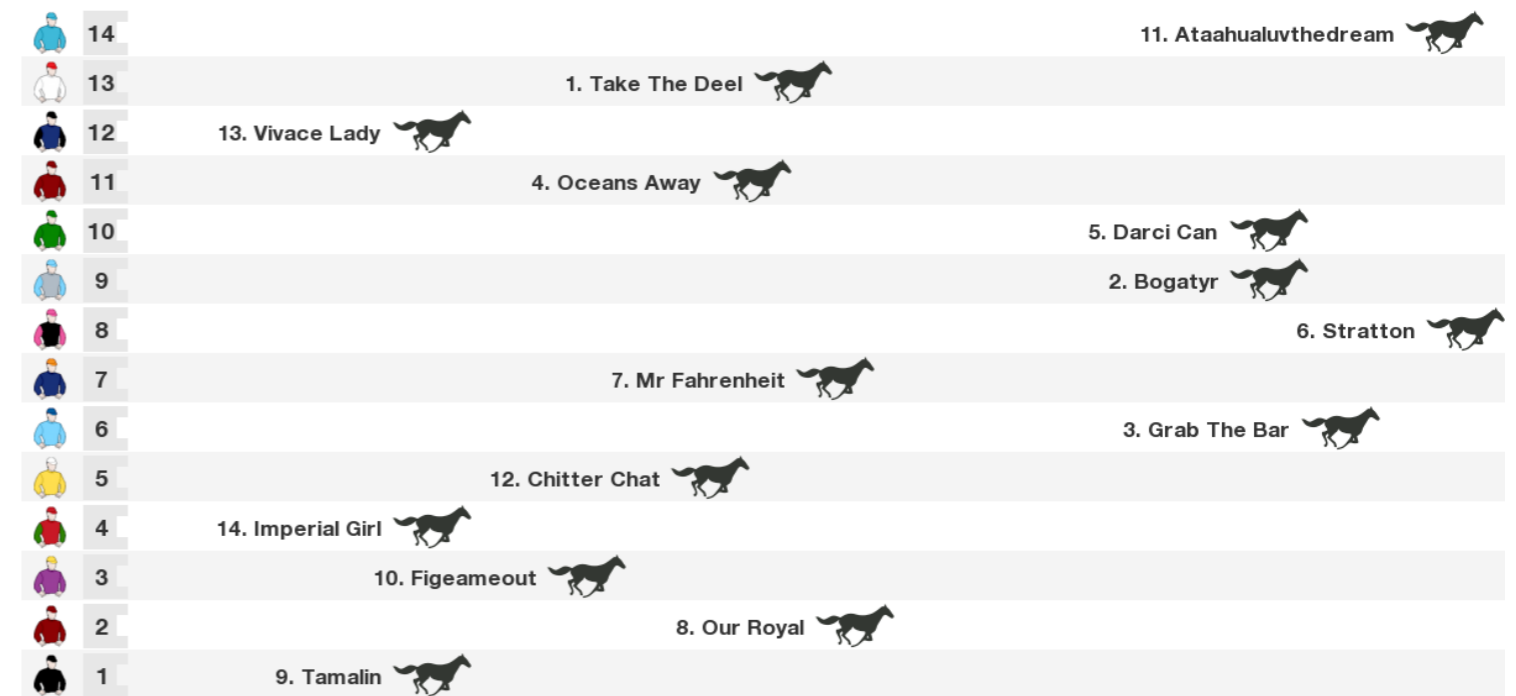 14 11. Ataahualuvthedream
13 1. Take The Deel
12 13. Vivace Lady
11 4. Oceans Away
10 5. Darci Can
9 2. Bogatyr
8 6. Stratton
7 7. Mr Fahrenheit
6 3. Grab The Bar
5 12. Chitter Chat
4 14. Imperial Girl
3 10. Figeameout
2 8. Our Royal
1 9. Tamalin